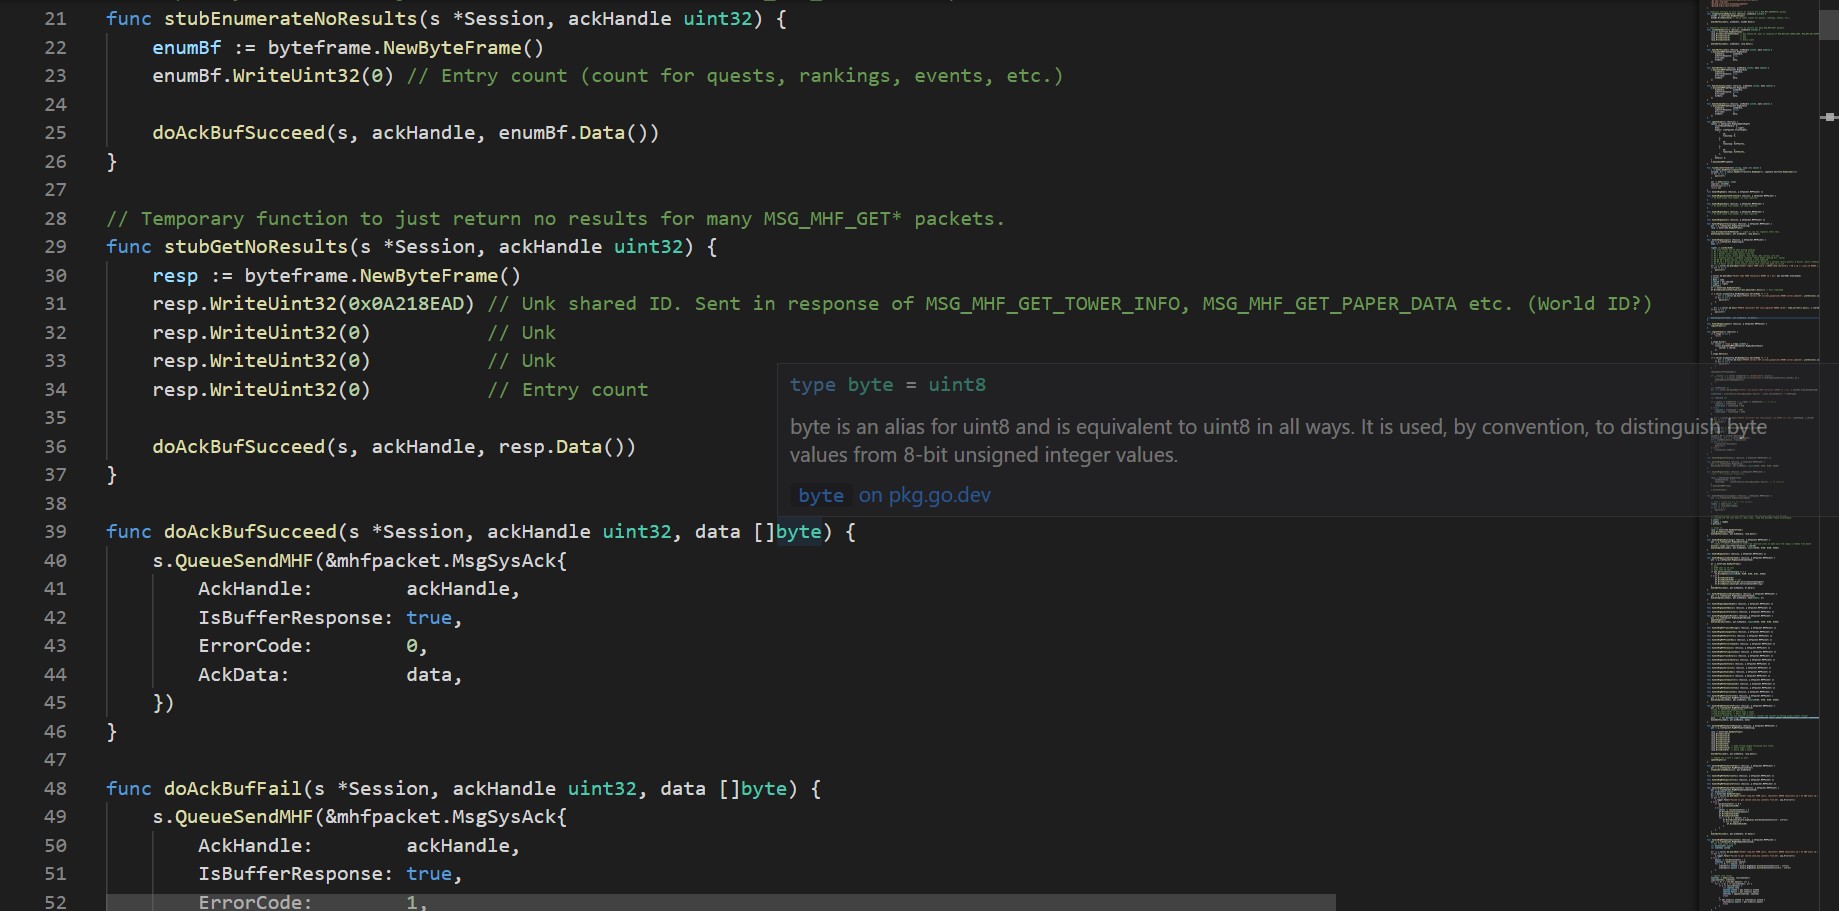 21 func stubEnumerateNoResults(s *Session, ackHandle uint32) {
22 enumBf := byteframe.NewByteFrame()
23 enumBf.WriteUint32(0) // Entry count (count for quests, rankings, events, etc.)
24
25 doAckBufSucceed(s, ackHandle, enumBf.Data())
26 }
27
28 // Temporary function to just return no results for many MSG_MHF_GET* packets.
29 func stubGetNoResults(s *Session, ackHandle uint32) {
30 resp := byteframe.NewByteFrame()
31 resp.WriteUint32(0x0A218EAD) // Unk shared ID. Sent in response of MSG_MHF_GET_TOWER_INFO, MSG_MHF_GET_PAPER_DATA etc. (World ID?)
32 resp.WriteUint32(0) // Unk
33 resp.WriteUint32(0) // Unk
34 resp.WriteUint32(0) // Entry count
35
36 doAckBufSucceed(s, ackHandle, resp.Data())
37 }
38
type byte = uint8
byte is an alias for uint8 and is equivalent to uint8 in all ways. It is used, by convention, to distinguish byte
values from 8-bit unsigned integer values.
byte on pkg.go.dev
39 func doAckBufSucceed(s *Session, ackHandle uint32, data []byte) {
40 s.QueueSendMHF(&mhfpacket.MsgSysAck{
41 AckHandle: ackHandle,
42 IsBufferResponse: true,
43 ErrorCode: 0,
44 AckData: data,
45 })
46 }
47
48 func doAckBufFail(s *Session, ackHandle uint32, data []byte) {
49 s.QueueSendMHF(&mhfpacket.MsgSysAck{
50 AckHandle: ackHandle,
51 IsBufferResponse: true,
52 ErrorCode: 1,